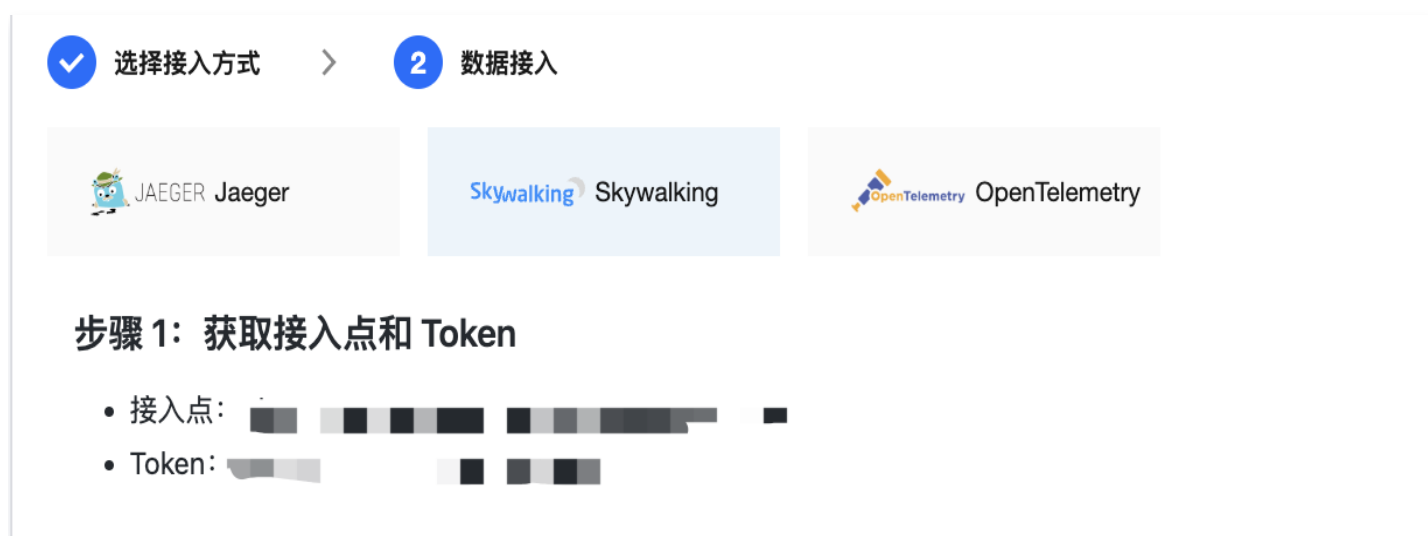 选择接入方式
2 数据接入
JAEGER Jaeger
Skywalking Skywalking
OpenTelemetry OpenTelemetry
步骤 1：获取接入点和 Token
• 接入点：
• Token：